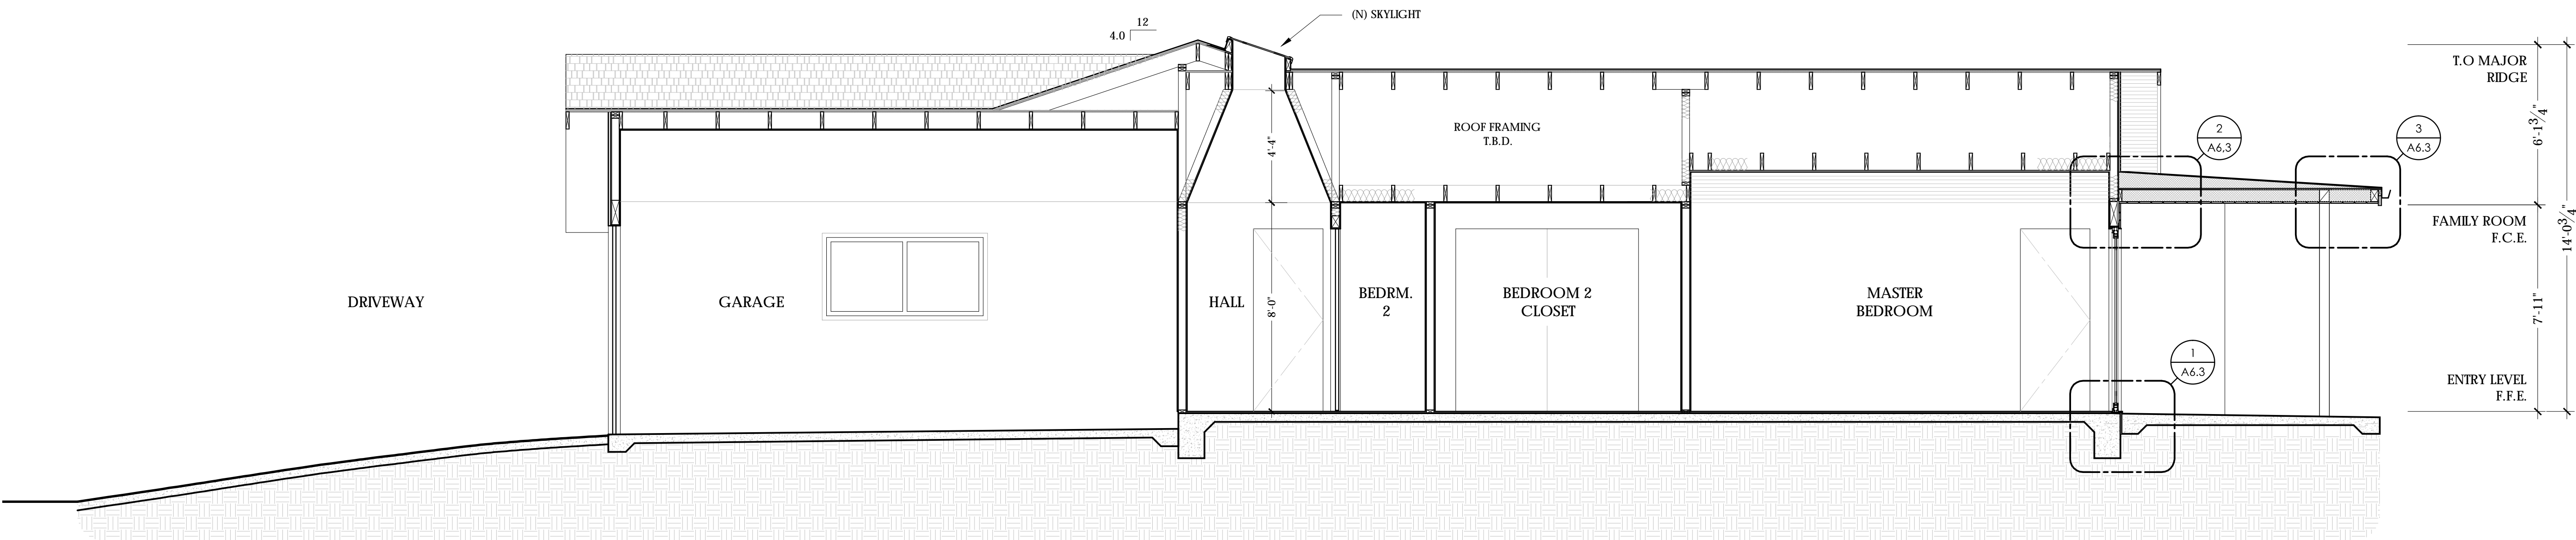 (N) SKYLIGHT
12
4.0
T.O MAJOR
RIDGE
6'-1 3/4"
14'-0 3/4"
2
A6,3
3
A6.3
ROOF FRAMING
T.B.D.
4'-4"
FAMILY ROOM
F.C.E.
DRIVEWAY
GARAGE
HALL
8'-0"
BEDRM.
2
BEDROOM 2
CLOSET
MASTER
BEDROOM
7'-11"
1
A6.3
ENTRY LEVEL
F.F.E.